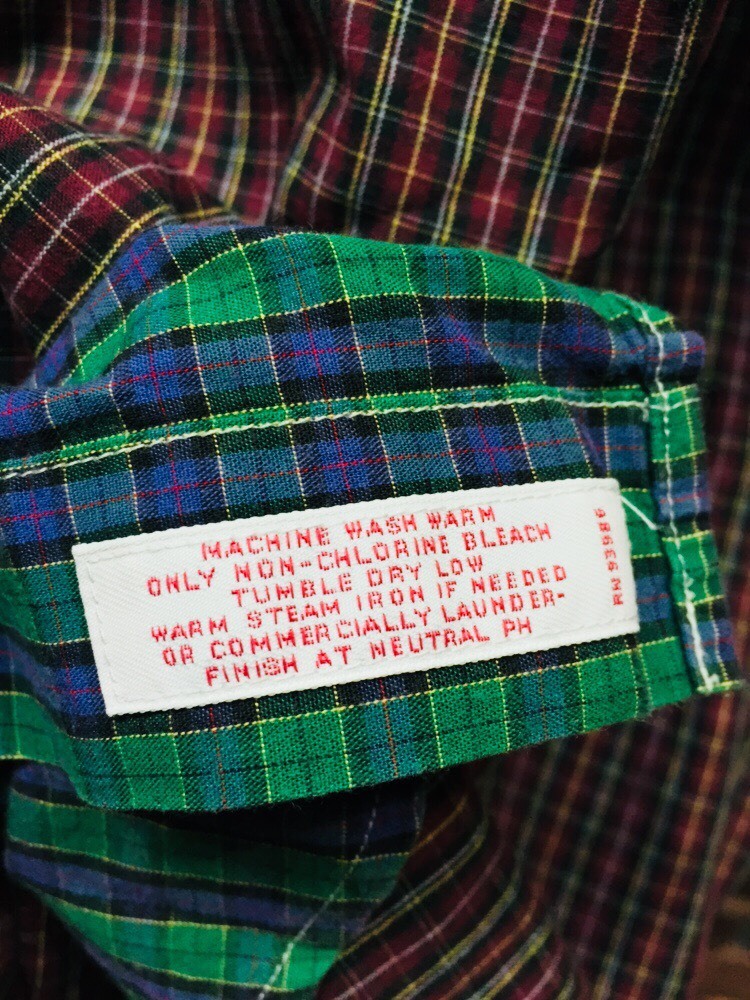 MACHINE WASH WARM
ONLY NON-CHLORINE BLEACH
TUMBLE DRY LOW
WARM STEAM IRON IF NEEDED
OR COMMERCIALLY LAUNDER-
FINISH AT NEUTRAL PH
RN 93686